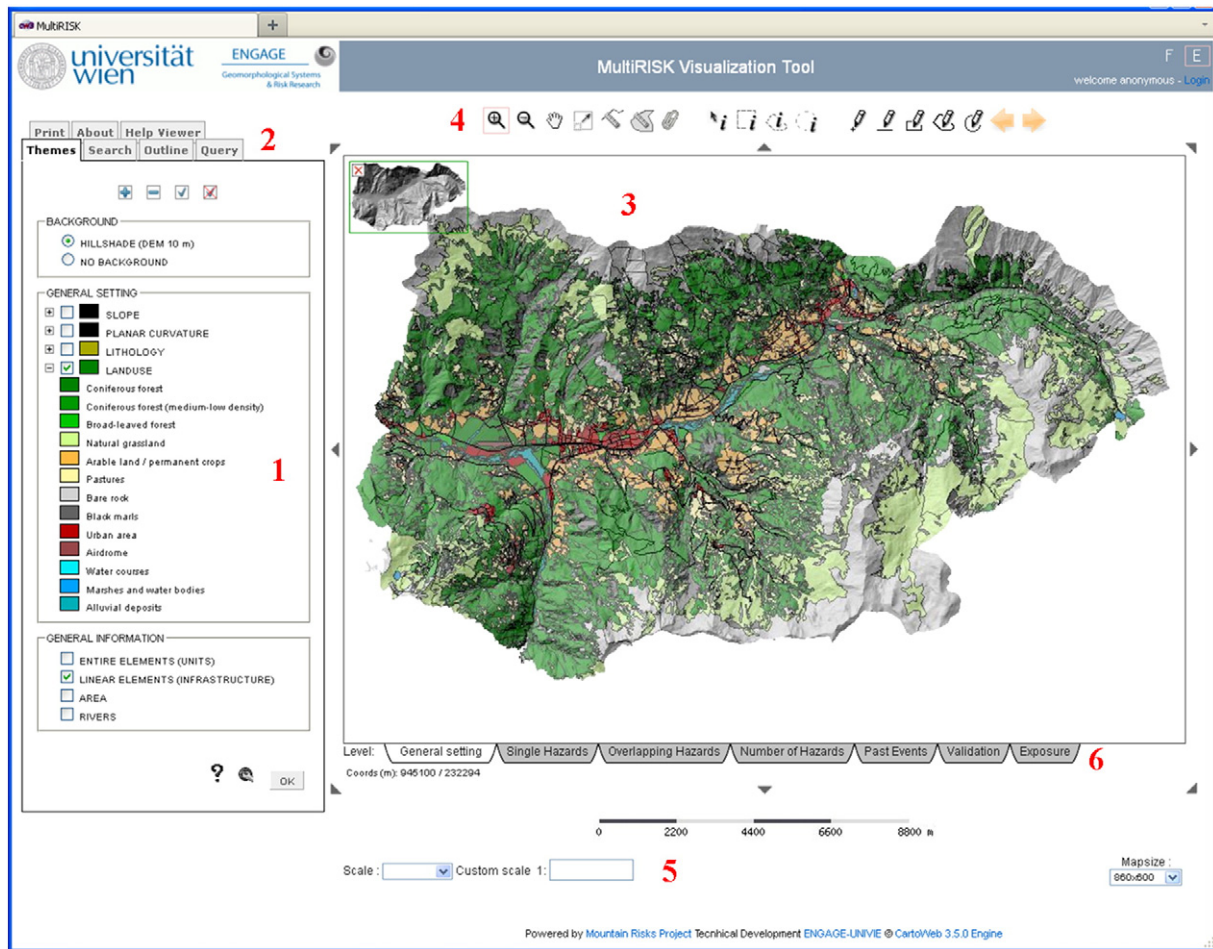 MultiRISK
universität
wien
ENGAGE
Geomorphological Systems
& Risk Research
MultiRISK Visualization Tool
F E
welcome anonymous - Login
Print About Help Viewer
Themes Search Outline Query
2
4
3
BACKGROUND
HILLSHADE (DEM 10 m)
NO BACKGROUND
GENERAL SETTING
SLOPE
PLANAR CURVATURE
LITHOLOGY
LANDUSE
Coniferous forest
Coniferous forest (medium-low density)
Broad-leaved forest
Natural grassland
Arable land / permanent crops
Pastures
1
Bare rock
Black marls
Urban area
Airdrome
Water courses
Marshes and water bodies
Alluvial deposits
GENERAL INFORMATION
ENTIRE ELEMENTS (UNITS)
LINEAR ELEMENTS (INFRASTRUCTURE)
AREA
RIVERS
? OK
Level: General setting Single Hazards Overlapping Hazards Number of Hazards Past Events Validation Exposure
6
Coords (m): 945100 / 232294
0 2200 4400 6600 8800 m
Scale : Custom scale 1:
5
Mapsize :
860x600
Powered by Mountain Risks Project Tecnhical Development ENGAGE-UNIVIE © CartoWeb 3.5.0 Engine